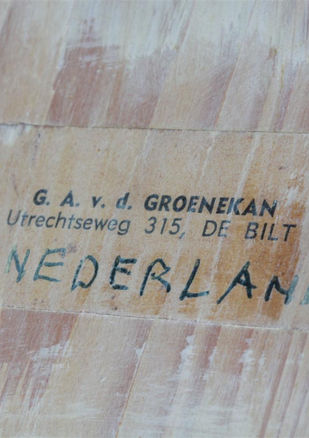 G. A. v. d. GROENEKAN
Utrechtseweg 315, DE BILT
NEDERLAN